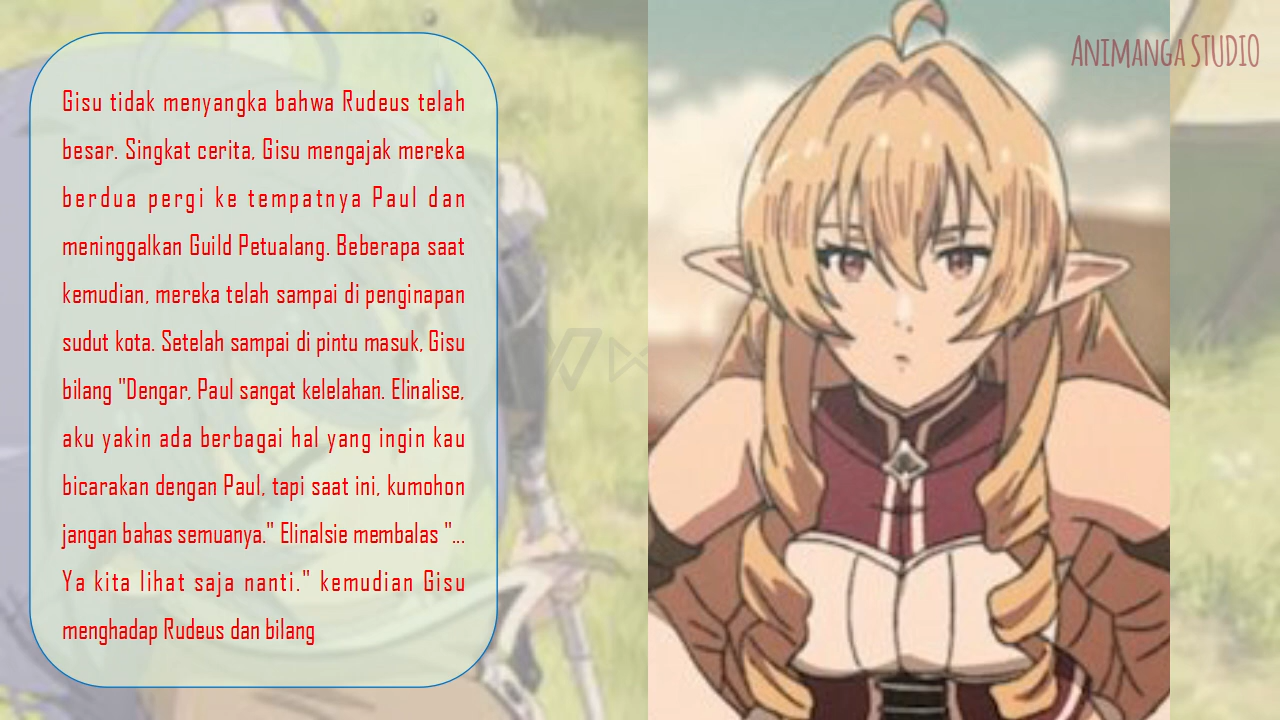 Gisu tidak menyangka bahwa Rudeus telah
besar. Singkat cerita, Gisu mengajak mereka
berdua pergi ke tempatnya Paul dan
meninggalkan Guild Petualang. Beberapa saat
kemudian, mereka telah sampai di penginapan
sudut kota. Setelah sampai di pintu masuk, Gisu
bilang "Dengar, Paul sangat kelelahan. Elinalise,
aku yakin ada berbagai hal yang ingin kau
bicarakan dengan Paul, tapi saat ini, kumohon
jangan bahas semuanya." Elinalsie membalas "...
Ya kita lihat saja nanti." kemudian Gisu
menghadap Rudeus dan bilang
ANIMANGA STUDIO